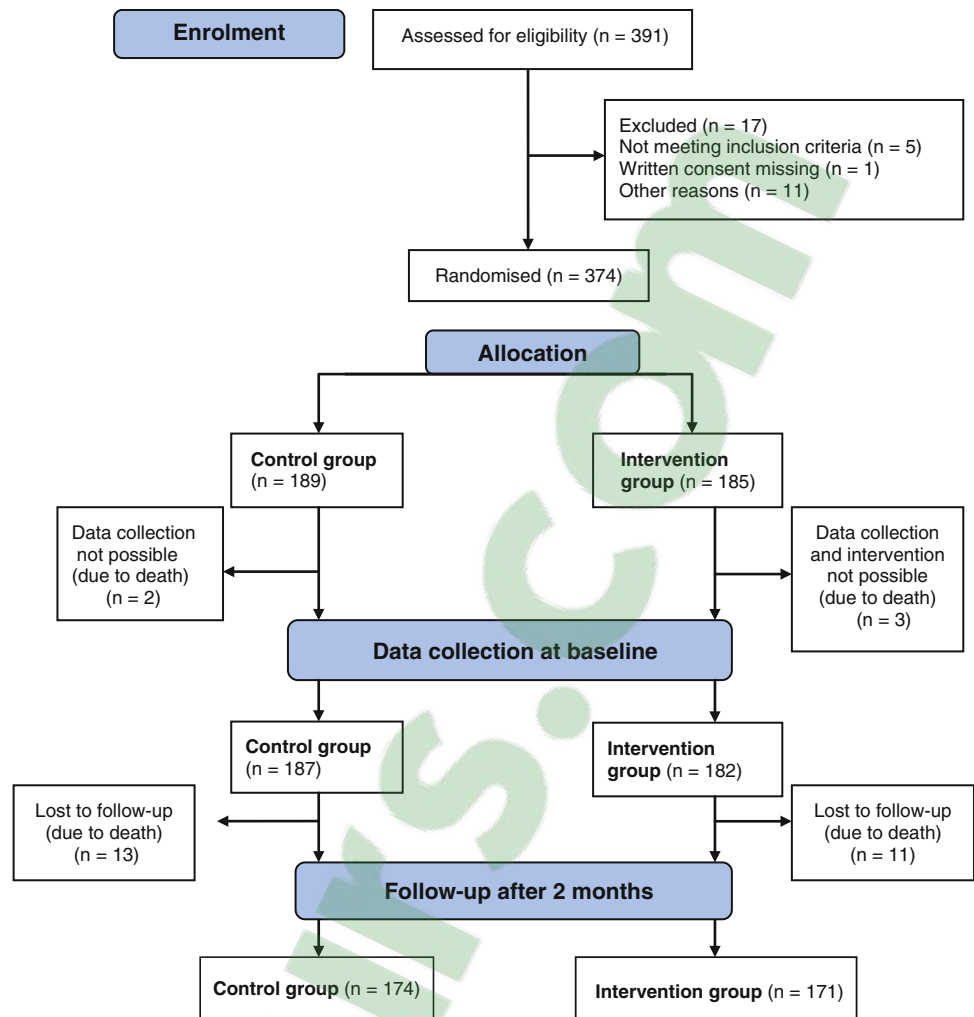 Enrolment
Assessed for eligibility (n = 391)
Excluded (n = 17)
Not meeting inclusion criteria (n = 5)
Written consent missing (n = 1)
Other reasons (n = 11)
Randomised (n = 374)
Allocation
Control group
(n = 189)
Intervention
group (n = 185)
Data collection
not possible
(due to death)
(n = 2)
Data collection
and intervention
not possible
(due to death)
(n = 3)
Data collection at baseline
Control group
(n = 187)
Intervention
group (n = 182)
Lost to follow-up
(due to death)
(n = 13)
Lost to follow-up
(due to death)
(n = 11)
Follow-up after 2 months
Control group (n = 174)
Intervention group (n = 171)
rs.com